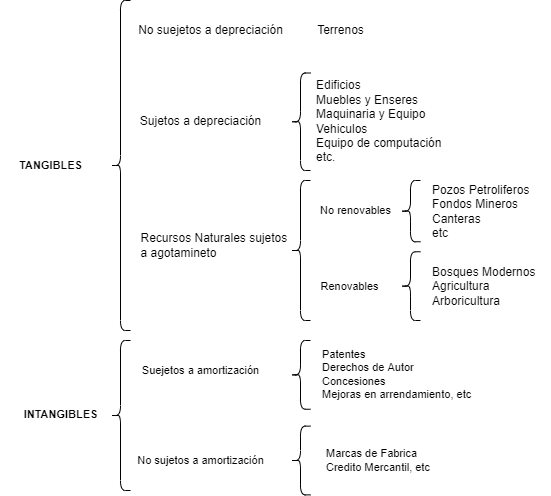 No suejetos a depreciación
Terrenos
Sujetos a depreciación
Edificios
Muebles y Enseres
Maquinaria y Equipo
Vehiculos
Equipo de computación
etc.
TANGIBLES
Recursos Naturales sujetos
a agotamineto
No renovables
Pozos Petroliferos
Fondos Mineros
Canteras
etc
Renovables
Bosques Modernos
Agricultura
Arboricultura
INTANGIBLES
Suejetos a amortización
Patentes
Derechos de Autor
Concesiones
Mejoras en arrendamiento, etc
No sujetos a amortización
Marcas de Fabrica
Credito Mercantil, etc